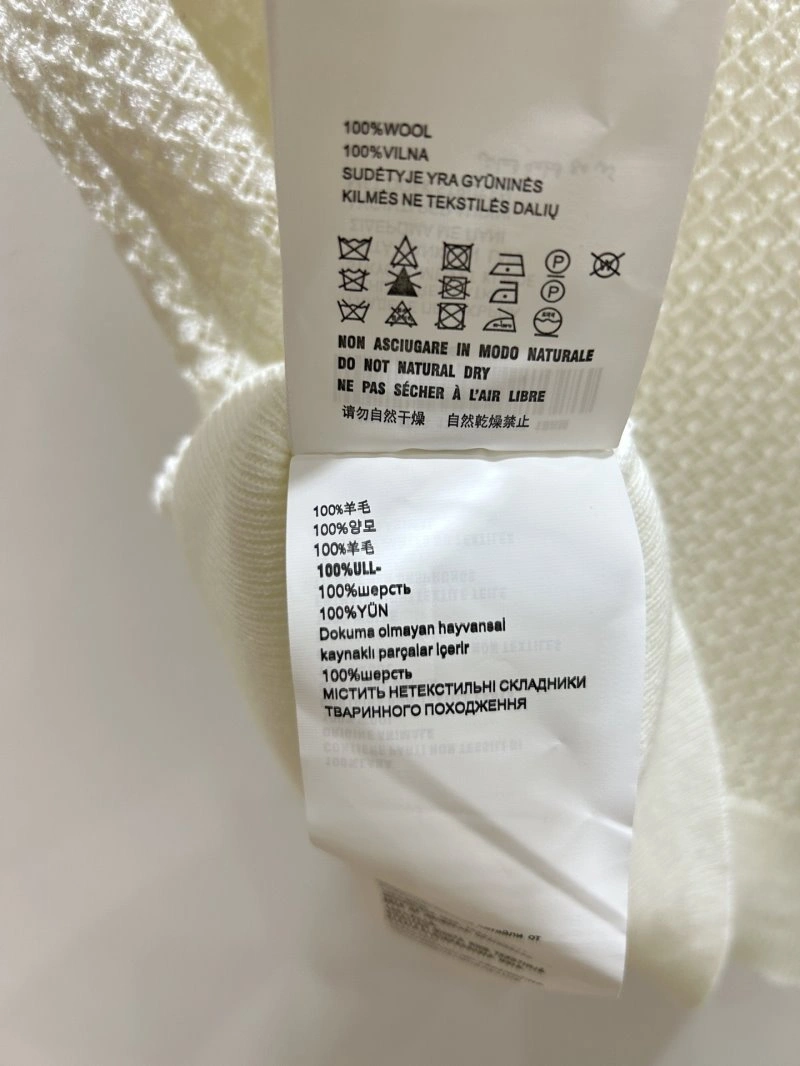 100%WOOL
100%VILNA
SUDĖTYJE YRA GYŪNINĖS
KILMĖS NE TEKSTILĖS DALIŲ
P
W
P
NON ASCIUGARE IN MODO NATURALE
DO NOT NATURAL DRY
NE PAS SÉCHER À L'AIR LIBRE
请勿自然干燥 自然乾燥禁止
100%羊毛
100%양모
100%羊毛
100%ULL-
100%шерсть
100%YÜN
Dokuma olmayan hayvansal
kaynaklı parçalar içerir
100%шерсть
МІСТИТЬ НЕТЕКСТИЛЬНІ СКЛАДНИКИ
ТВАРИННОГО ПОХОДЖЕННЯ